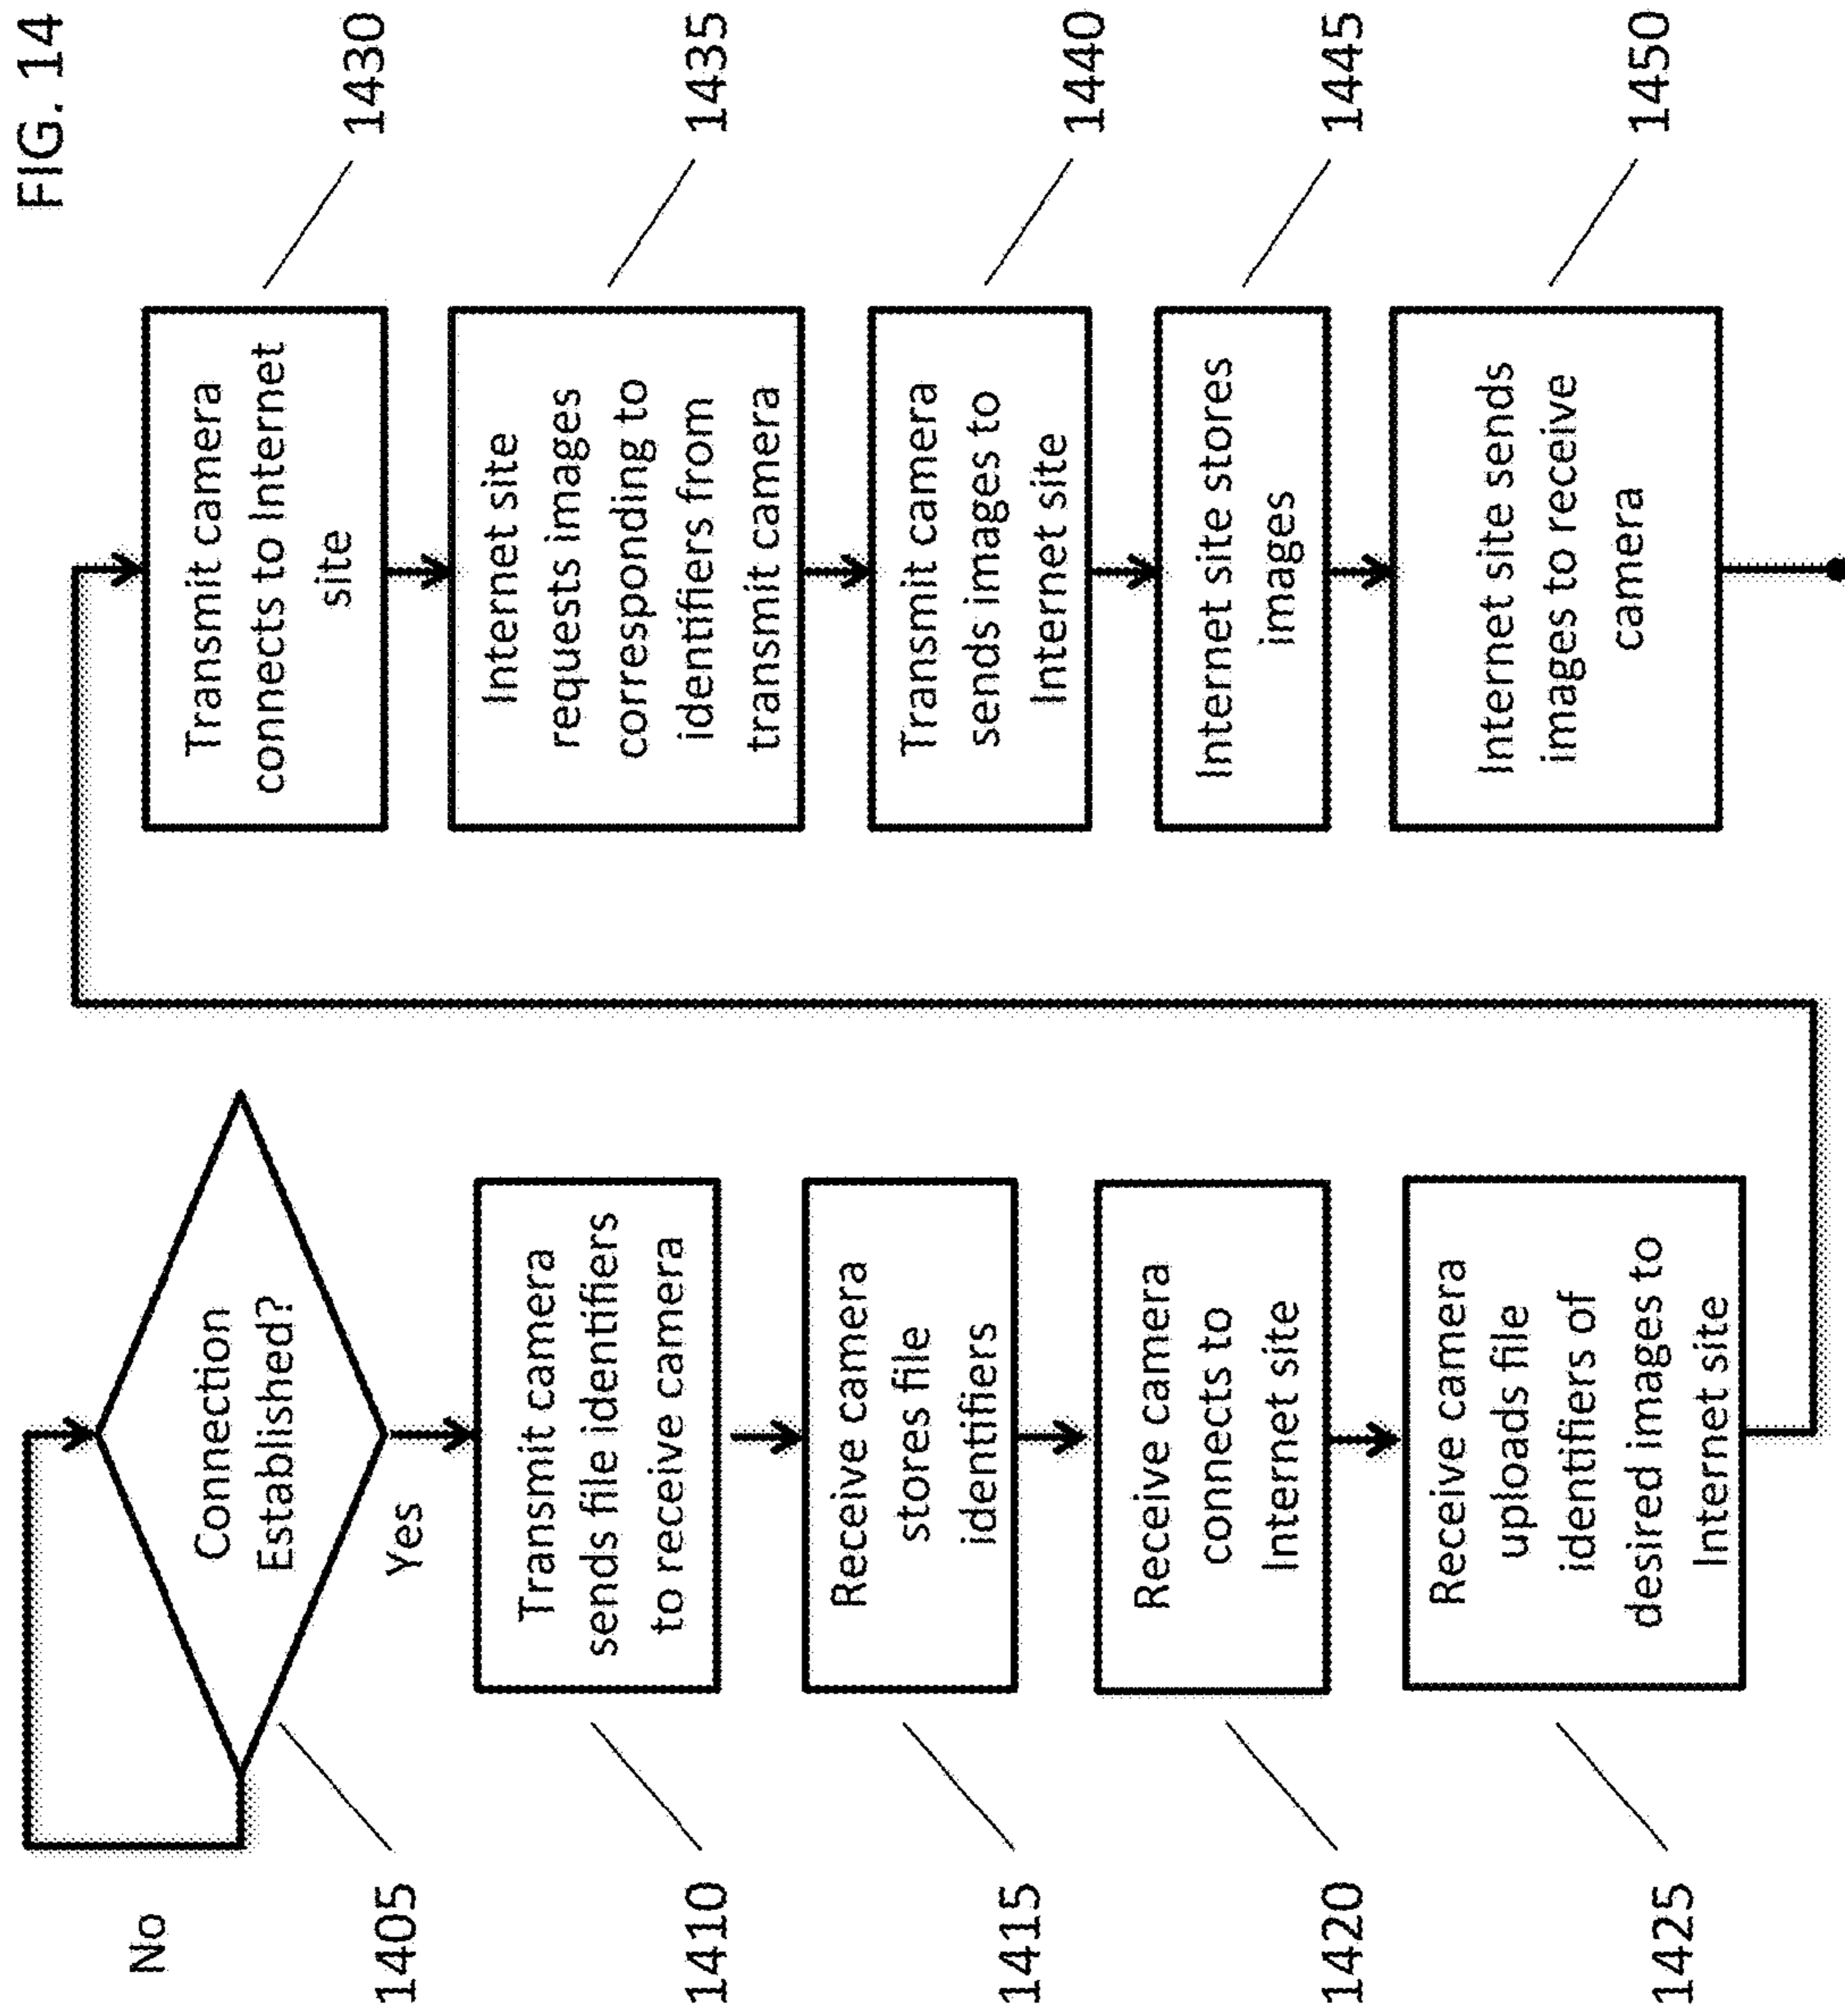 FIG. 14
No
Connection
Established?
Yes
1405
Transmit camera
sends file identifiers
to receive camera
1410
Receive camera
stores file
identifiers
1415
Receive camera
connects to
Internet site
1420
Receive camera
uploads file
identifiers of
desired images to
Internet site
1425
Transmit camera
connects to Internet
site
1430
Internet site
requests images
corresponding to
identifiers from
transmit camera
1435
Transmit camera
sends images to
Internet site
1440
Internet site stores
images
1445
Internet site sends
images to receive
camera
1450